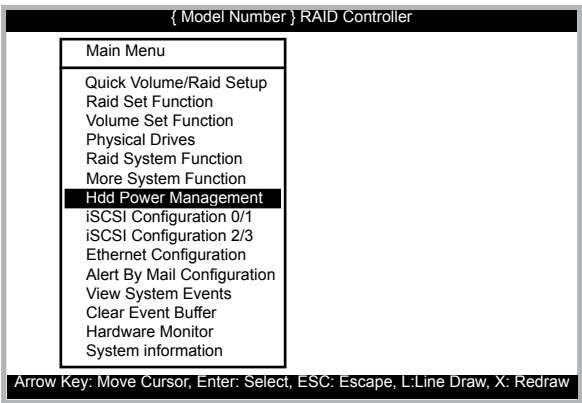 { Model Number } RAID Controller
Main Menu
Quick Volume/Raid Setup
Raid Set Function
Volume Set Function
Physical Drives
Raid System Function
More System Function
Hdd Power Management
iSCSI Configuration 0/1
iSCSI Configuration 2/3
Ethernet Configuration
Alert By Mail Configuration
View System Events
Clear Event Buffer
Hardware Monitor
System information
Arrow Key: Move Cursor, Enter: Select, ESC: Escape, L:Line Draw, X: Redraw